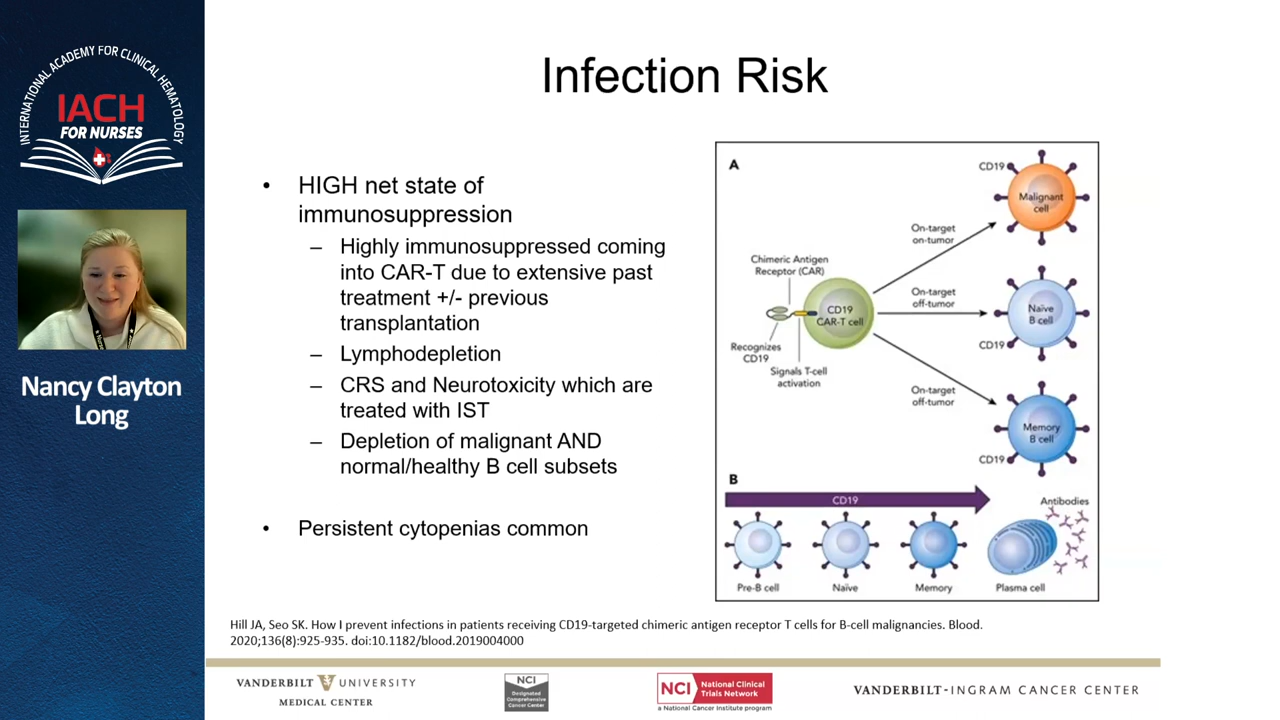 INTERNATIONAL ACADEMY FOR CLINICAL HEMATOLOGY
IACH
FOR NURSES
Nancy Clayton
Long
Infection Risk
• HIGH net state of
immunosuppression
– Highly immunosuppressed coming
into CAR-T due to extensive past
treatment +/- previous
transplantation
– Lymphodepletion
– CRS and Neurotoxicity which are
treated with IST
– Depletion of malignant AND
normal/healthy B cell subsets
• Persistent cytopenias common
A
CD19
Malignant
cell
On-target
on-tumor
Chimeric Antigen
Receptor (CAR)
CD19
CAR-T cell
Recognizes
CD19
Signals T-cell
activation
On-target
off-tumor
Naïve
B cell
CD19
On-target
off-tumor
Memory
B cell
CD19
B
CD19
Antibodies
Pre-B cell
Naïve
Memory
Plasma cell
Hill JA, Seo SK. How I prevent infections in patients receiving CD19-targeted chimeric antigen receptor T cells for B-cell malignancies. Blood.
2020;136(8):925-935. doi:10.1182/blood.2019004000
VANDERBILT V UNIVERSITY
MEDICAL CENTER
NCI
Designated
Comprehensive
Cancer Center
NCI National Clinical
Trials Network
a National Cancer Institute program
VANDERBILT-INGRAM CANCER CENTER